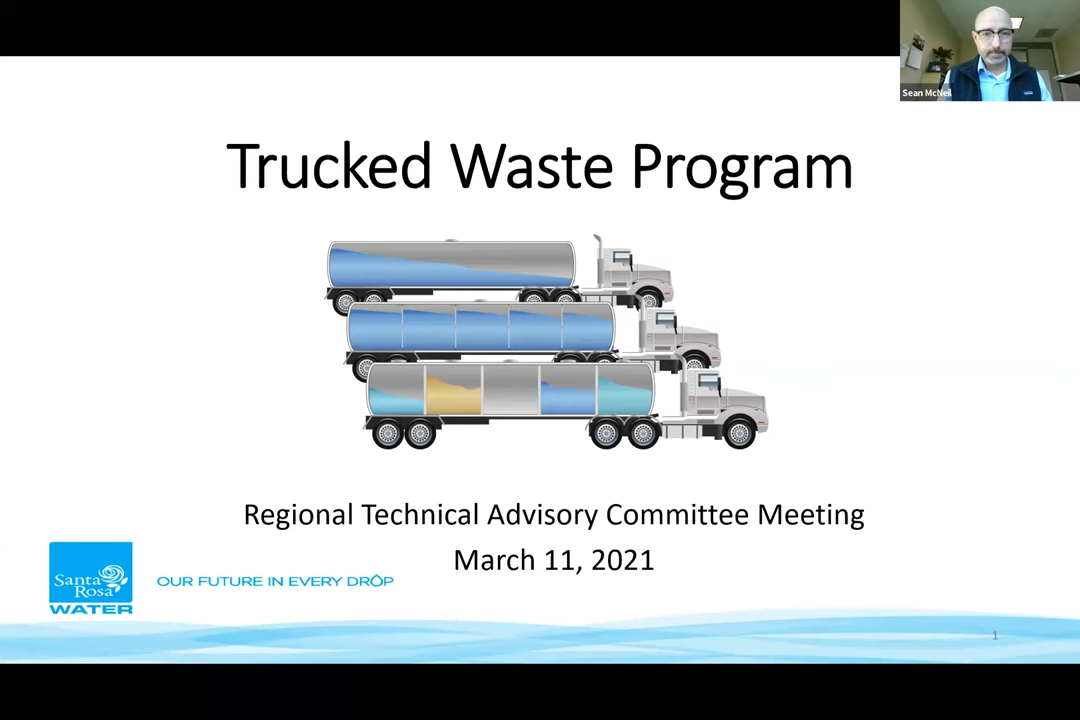 Sean McNeil
Trucked Waste Program
Regional Technical Advisory Committee Meeting
March 11, 2021
Santa
Rosa
WATER
OUR FUTURE IN EVERY DROP
1